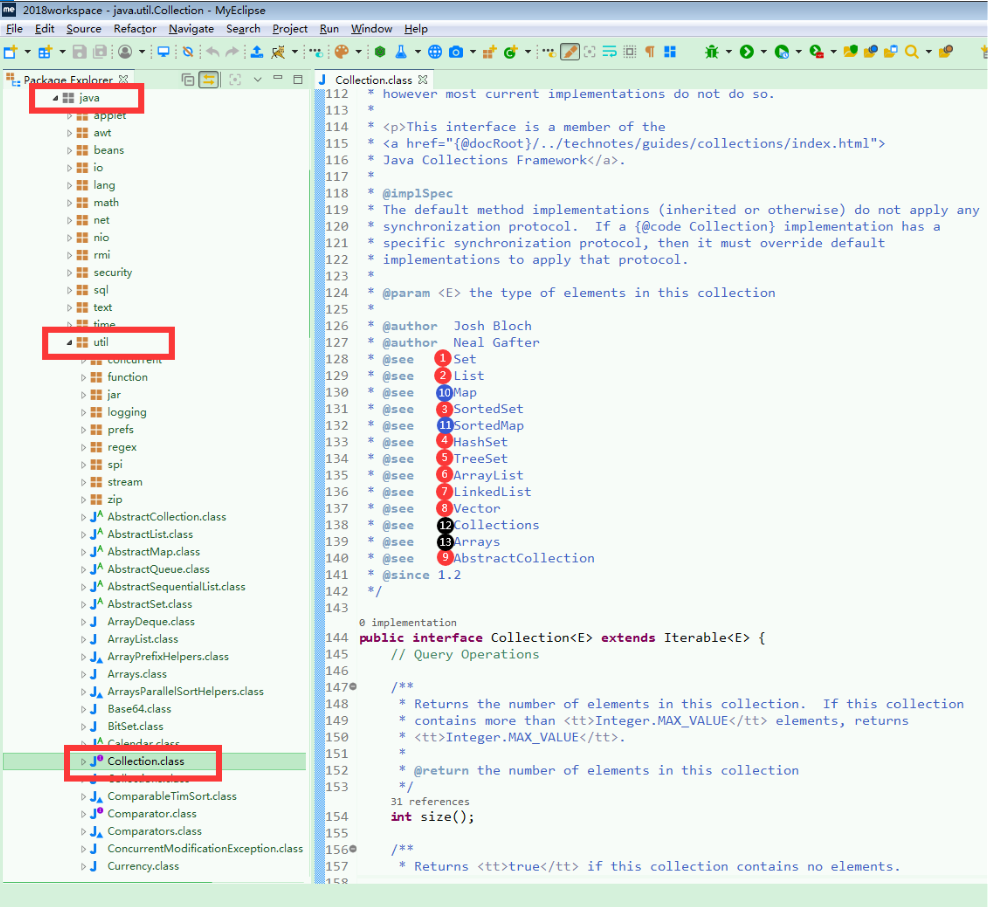 2018workspace - java.util.Collection - MyEclipse
File Edit Source Refactor Navigate Search Project Run Window Help
Package Explorer
java
applet
awt
beans
io
lang
math
net
nio
rmi
security
sql
text
time
util
concurrent
function
jar
logging
prefs
regex
spi
stream
zip
AbstractCollection.class
AbstractList.class
AbstractMap.class
AbstractQueue.class
AbstractSequentialList.class
AbstractSet.class
ArrayDeque.class
ArrayList.class
ArrayPrefixHelpers.class
Arrays.class
ArraysParallelSortHelpers.class
Base64.class
BitSet.class
Calendar.class
Collection.class
Collections.class
ComparableTimSort.class
Comparator.class
Comparators.class
ConcurrentModificationException.class
Currency.class
Collection.class
112 * however most current implementations do not do so.
113 *
114 * <p>This interface is a member of the
115 * <a href="{@docRoot}/../technotes/guides/collections/index.html">
116 * Java Collections Framework</a>.
117 *
118 * @implSpec
119 * The default method implementations (inherited or otherwise) do not apply any
120 * synchronization protocol.  If a {@code Collection} implementation has a
121 * specific synchronization protocol, then it must override default
122 * implementations to apply that protocol.
123 *
124 * @param <E> the type of elements in this collection
125 *
126 * @author  Josh Bloch
127 * @author  Neal Gafter
128 * @see 1 Set
129 * @see 2 List
130 * @see 10 Map
131 * @see 3 SortedSet
132 * @see 11 SortedMap
133 * @see 4 HashSet
134 * @see 5 TreeSet
135 * @see 6 ArrayList
136 * @see 7 LinkedList
137 * @see 8 Vector
138 * @see 12 Collections
139 * @see 13 Arrays
140 * @see 9 AbstractCollection
141 * @since 1.2
142 */
143
0 implementation
144 public interface Collection<E> extends Iterable<E> {
145 // Query Operations
146
147 /**
148 * Returns the number of elements in this collection.  If this collection
149 * contains more than <tt>Integer.MAX_VALUE</tt> elements, returns
150 * <tt>Integer.MAX_VALUE</tt>.
151 *
152 * @return the number of elements in this collection
153 */
31 references
154 int size();
155
156 /**
157 * Returns <tt>true</tt> if this collection contains no elements.
158